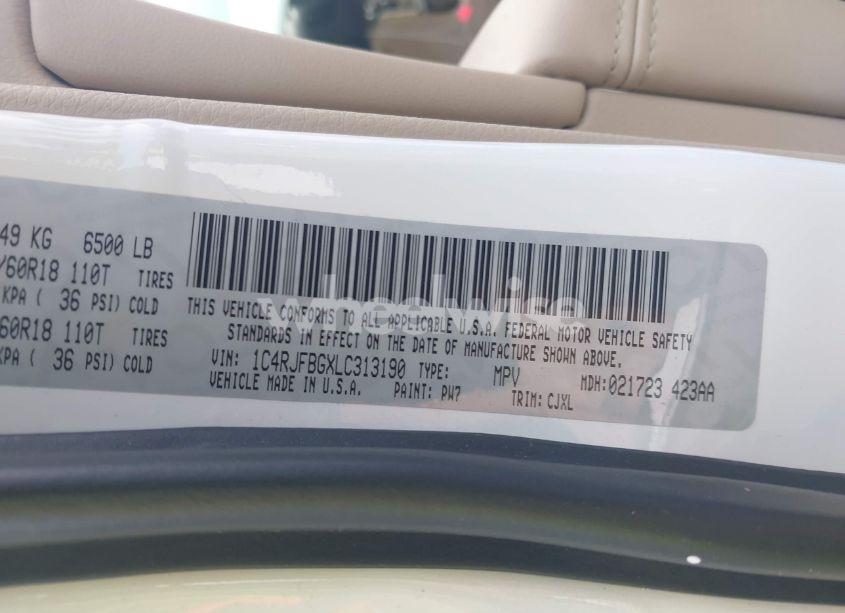 49 KG 6500 LB
/60R18 110T TIRES
KPA ( 36 PSI) COLD
60R18 110T TIRES
KPA ( 36 PSI) COLD
THIS VEHICLE CONFORMS TO ALL APPLICABLE U.S.A. FEDERAL MOTOR VEHICLE SAFETY
STANDARDS IN EFFECT ON THE DATE OF MANUFACTURE SHOWN ABOVE.
VIN: 1C4RJFBGXLC313190 TYPE: MPV MDH:021723 423AA
VEHICLE MADE IN U.S.A. PAINT: PW7 TRIM: CJXL
wheelwise